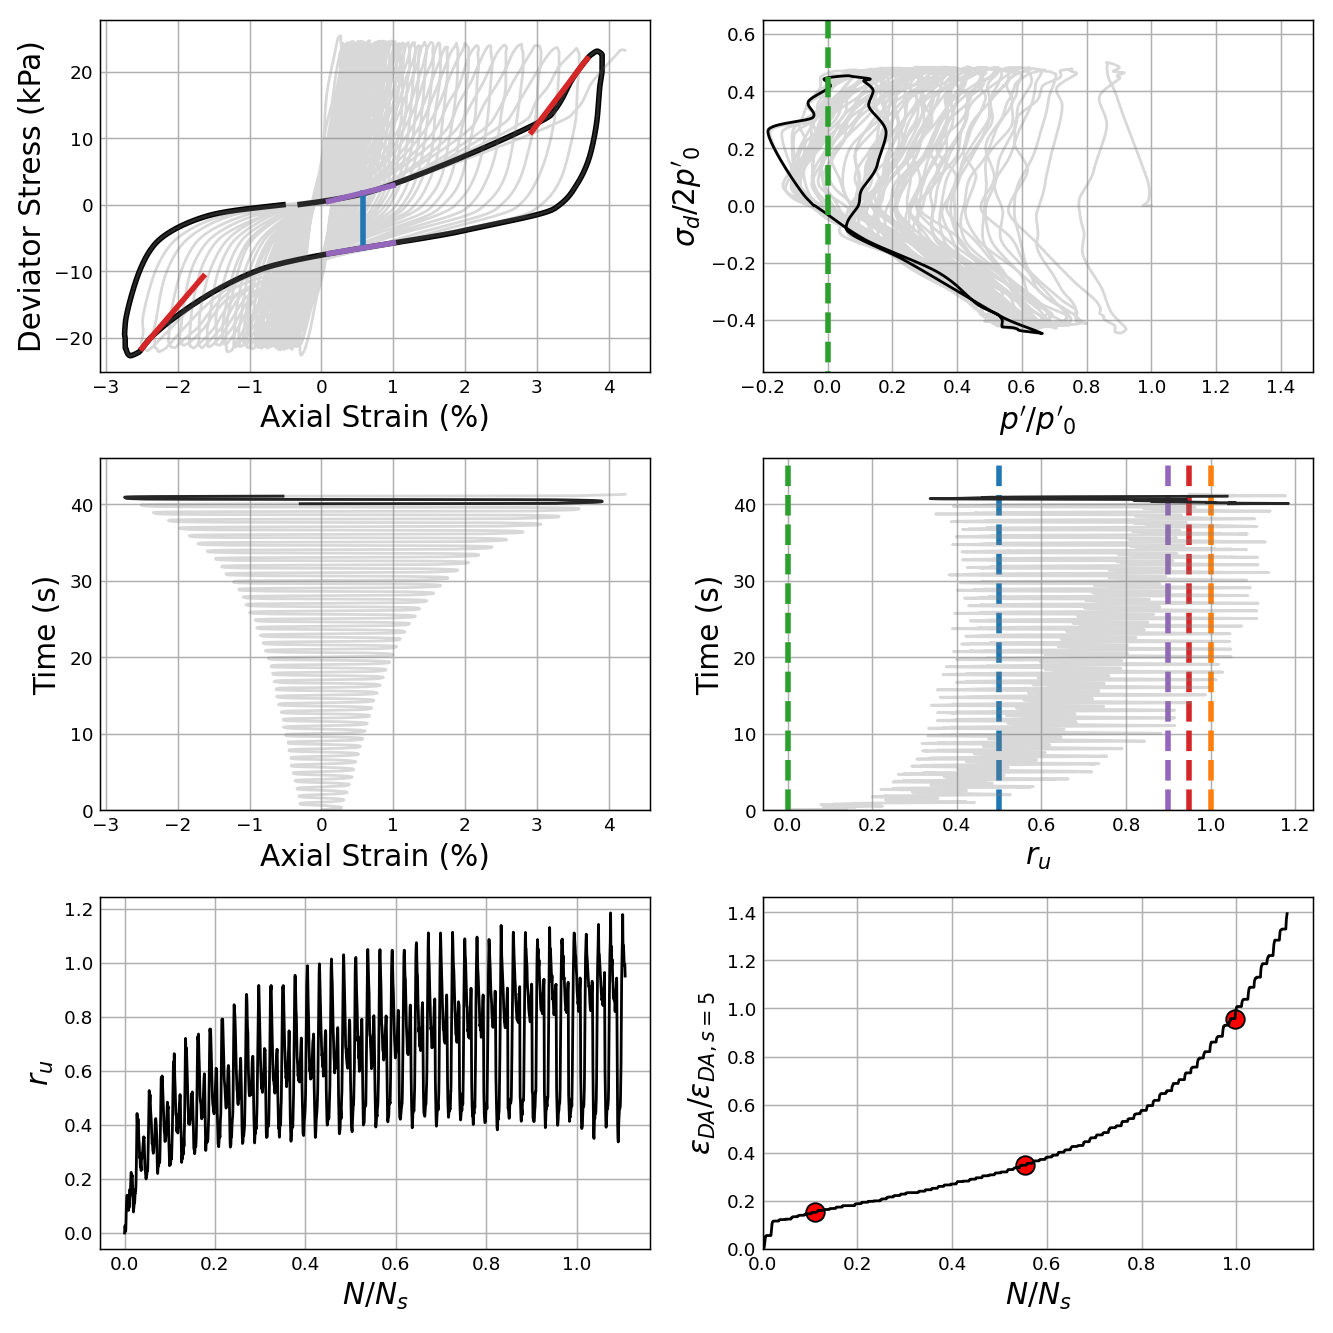 Deviator Stress (kPa)
20
10
0
−10
−20
−3 −2 −1 0 1 2 3 4
Axial Strain (%)
σd/2p′0
0.6
0.4
0.2
0.0
−0.2
−0.4
−0.2 0.0 0.2 0.4 0.6 0.8 1.0 1.2 1.4
p′/p′0
Time (s)
40
30
20
10
0
−3 −2 −1 0 1 2 3 4
Axial Strain (%)
Time (s)
40
30
20
10
0
0.0 0.2 0.4 0.6 0.8 1.0 1.2
ru
ru
1.2
1.0
0.8
0.6
0.4
0.2
0.0
0.0 0.2 0.4 0.6 0.8 1.0
N/Ns
εDA/εDA, s = 5
1.4
1.2
1.0
0.8
0.6
0.4
0.2
0.0
0.0 0.2 0.4 0.6 0.8 1.0
N/Ns